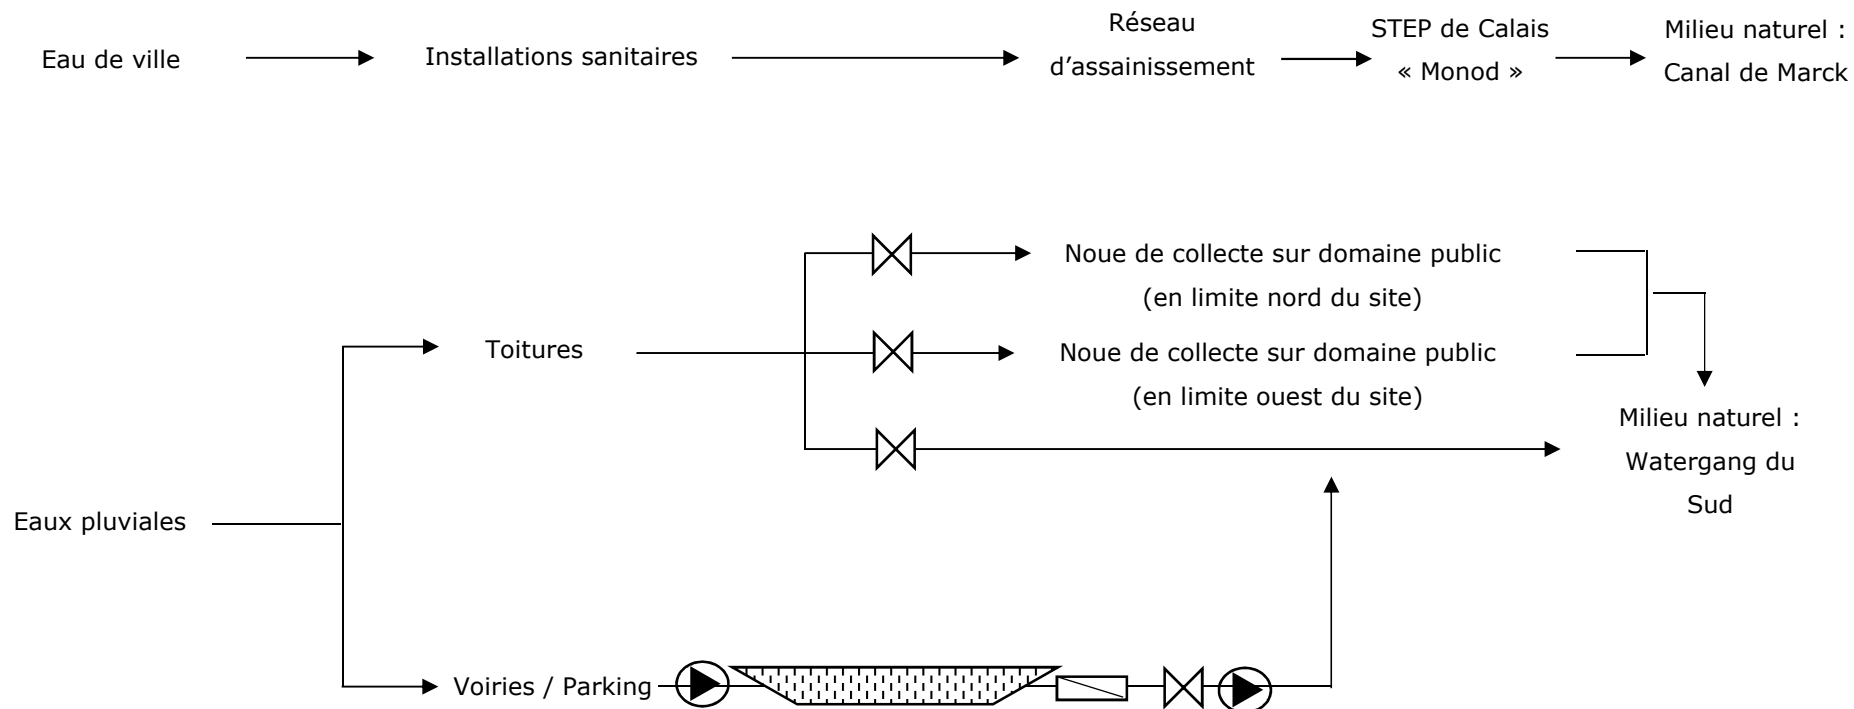 Eau de ville
Installations sanitaires
Réseau
d’assainissement
STEP de Calais
« Monod »
Milieu naturel :
Canal de Marck
Noue de collecte sur domaine public
(en limite nord du site)
Toitures
Noue de collecte sur domaine public
(en limite ouest du site)
Milieu naturel :
Watergang du
Sud
Eaux pluviales
Voiries / Parking